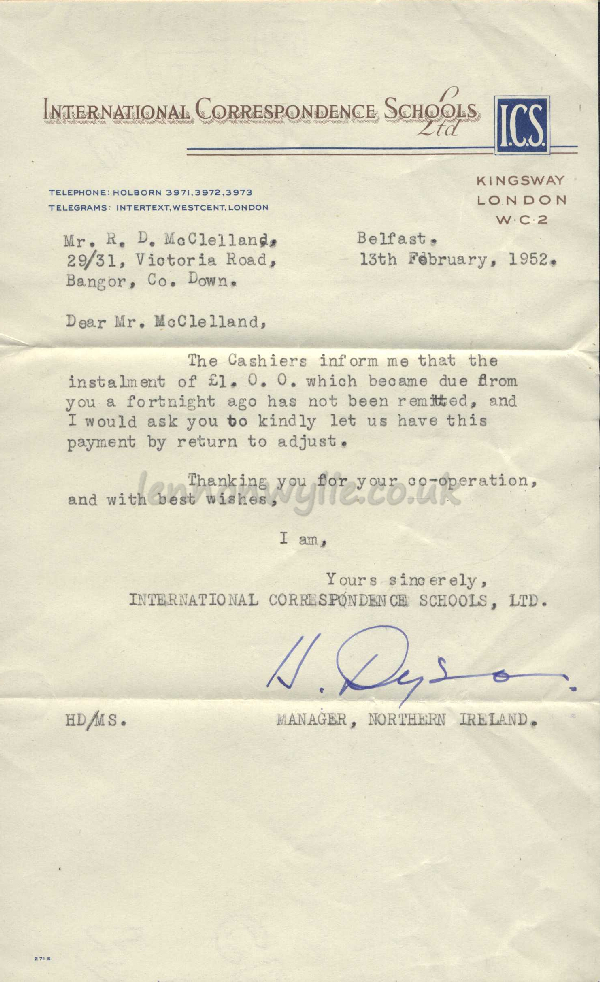 INTERNATIONAL CORRESPONDENCE SCHOOLS
Ltd
I.C.S.
TELEPHONE: HOLBORN 3971,3972,3973
TELEGRAMS: INTERTEXT,WESTCENT,LONDON
KINGSWAY
LONDON
W·C·2
Mr. R. D. McClelland,
29/31, Victoria Road,
Bangor, Co. Down.
Belfast.
13th February, 1952.
Dear Mr. McClelland,
The Cashiers inform me that the
instalment of £1. 0. 0. which became due from
you a fortnight ago has not been remitted, and
I would ask you to kindly let us have this
payment by return to adjust.
Thanking you for your co-operation,
and with best wishes,
lennonwylie.co.uk
I am,
Yours sincerely,
INTERNATIONAL CORRESPONDENCE SCHOOLS, LTD.
H. Dyson.
HD/MS.
MANAGER, NORTHERN IRELAND.